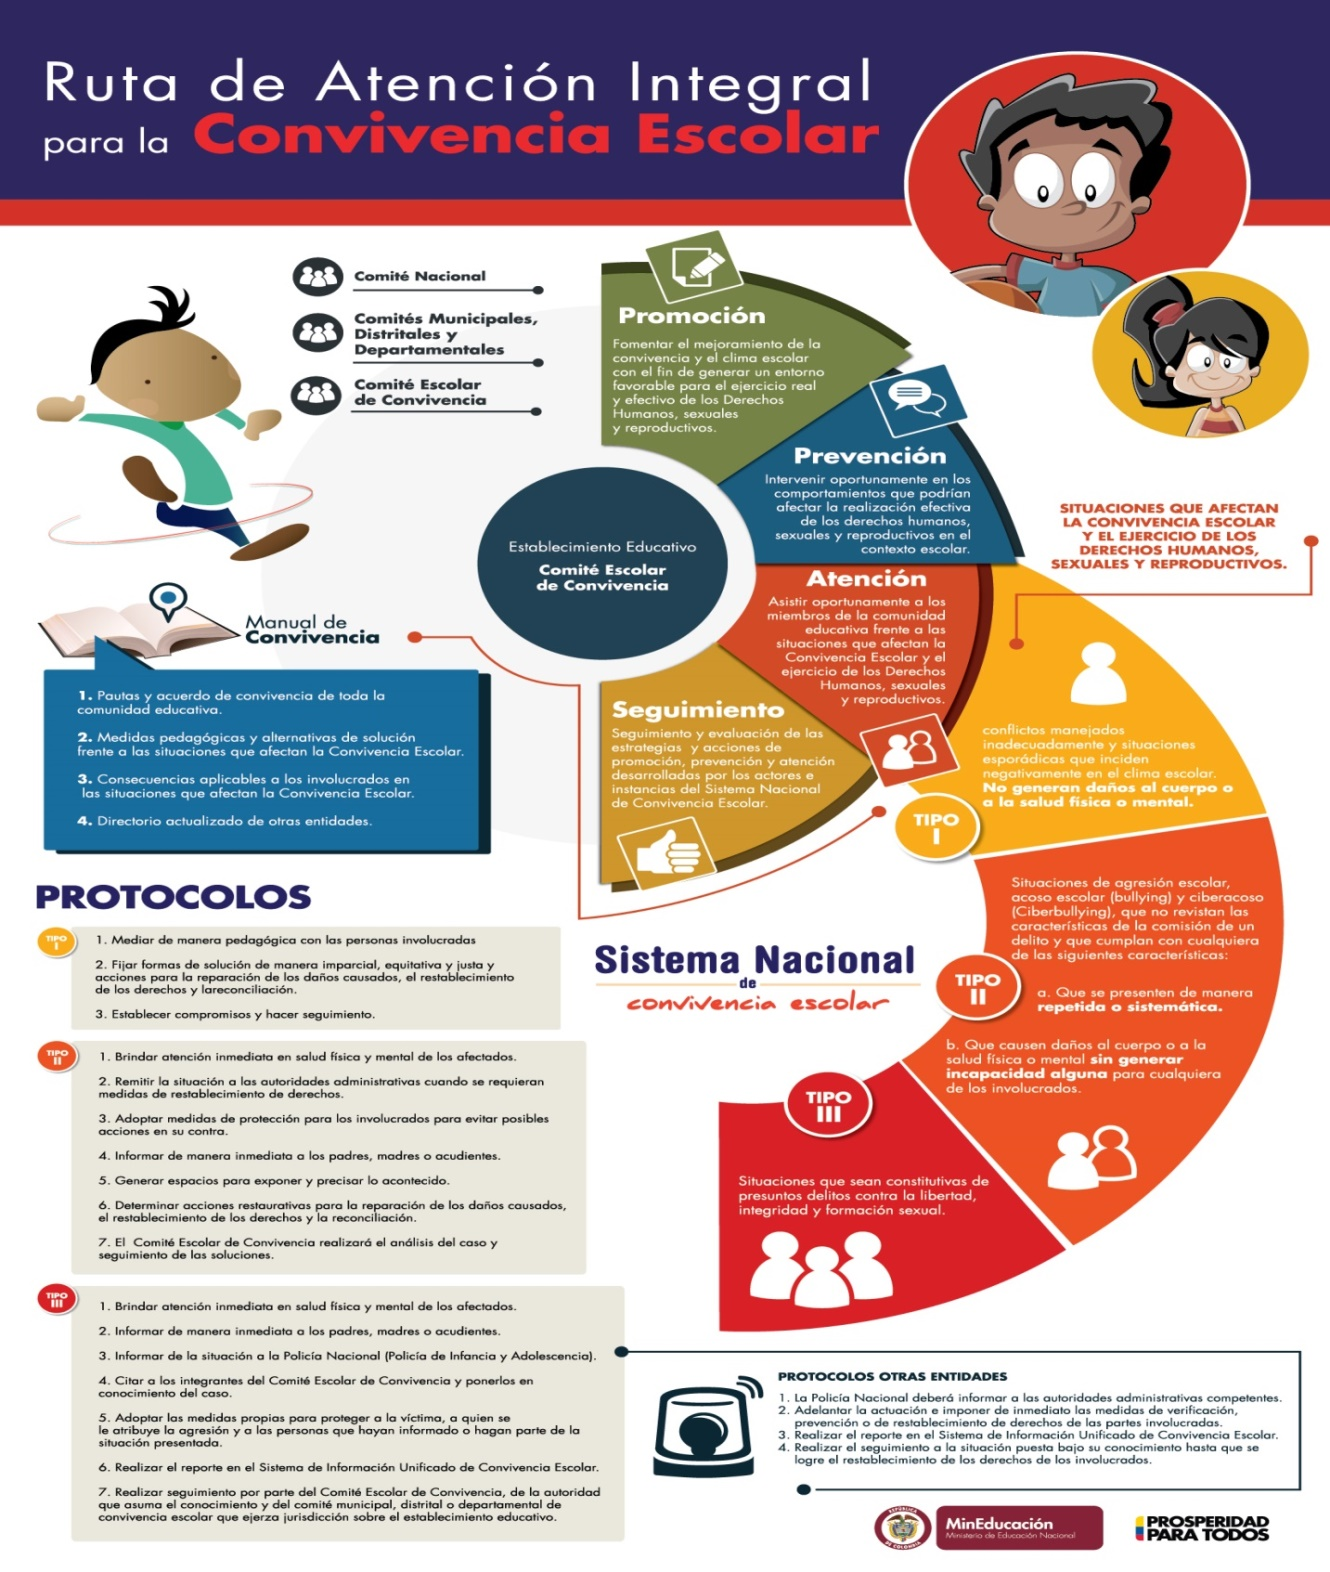 Ruta de Atención Integral
para la Convivencia Escolar
Comité Nacional
Comités Municipales,
Distritales y
Departamentales
Comité Escolar
de Convivencia
Promoción
Fomentar el mejoramiento de la
convivencia y el clima escolar
con el fin de generar un entorno
favorable para el ejercicio real
y efectivo de los Derechos
Humanos, sexuales
y reproductivos.
Prevención
Intervenir oportunamente en los
comportamientos que podrían
afectar la realización efectiva
de los derechos humanos,
sexuales y reproductivos en el
contexto escolar.
Establecimiento Educativo
Comité Escolar
de Convivencia
Atención
Asistir oportunamente a los
miembros de la comunidad
educativa frente a las
situaciones que afectan la
Convivencia Escolar y el
ejercicio de los Derechos
Humanos, sexuales
y reproductivos.
Seguimiento
Seguimiento y evaluación de las
estrategias y acciones de
promoción, prevención y atención
desarrolladas por los actores e
instancias del Sistema Nacional
de Convivencia Escolar.
SITUACIONES QUE AFECTAN
LA CONVIVENCIA ESCOLAR
Y EL EJERCICIO DE LOS
DERECHOS HUMANOS,
SEXUALES Y REPRODUCTIVOS.
Manual de
Convivencia
1. Pautas y acuerdo de convivencia de toda la
comunidad educativa.
2. Medidas pedagógicas y alternativas de solución
frente a las situaciones que afectan la Convivencia Escolar.
3. Consecuencias aplicables a los involucrados en
las situaciones que afectan la Convivencia Escolar.
4. Directorio actualizado de otras entidades.
conflictos manejados
inadecuadamente y situaciones
esporádicas que inciden
negativamente en el clima escolar.
No generan daños al cuerpo o
a la salud física o mental.
TIPO
I
Situaciones de agresión escolar,
acoso escolar (bullying) y ciberacoso
(Ciberbullying), que no revistan las
características de la comisión de un
delito y que cumplan con cualquiera
de las siguientes características:
a. Que se presenten de manera
repetida o sistemática.
b. Que causen daños al cuerpo o a la
salud física o mental sin generar
incapacidad alguna para cualquiera
de los involucrados.
TIPO
II
TIPO
III
Situaciones que sean constitutivas de
presuntos delitos contra la libertad,
integridad y formación sexual.
Sistema Nacional
de
convivencia escolar
PROTOCOLOS
TIPO
I
1. Mediar de manera pedagógica con las personas involucradas
2. Fijar formas de solución de manera imparcial, equitativa y justa y
acciones para la reparación de los daños causados, el restablecimiento
de los derechos y lareconciliación.
3. Establecer compromisos y hacer seguimiento.
TIPO
II
1. Brindar atención inmediata en salud física y mental de los afectados.
2. Remitir la situación a las autoridades administrativas cuando se requieran
medidas de restablecimiento de derechos.
3. Adoptar medidas de protección para los involucrados para evitar posibles
acciones en su contra.
4. Informar de manera inmediata a los padres, madres o acudientes.
5. Generar espacios para exponer y precisar lo acontecido.
6. Determinar acciones restaurativas para la reparación de los daños causados,
el restablecimiento de los derechos y la reconciliación.
7. El Comité Escolar de Convivencia realizará el análisis del caso y
seguimiento de las soluciones.
TIPO
III
1. Brindar atención inmediata en salud física y mental de los afectados.
2. Informar de manera inmediata a los padres, madres o acudientes.
3. Informar de la situación a la Policía Nacional (Policía de Infancia y Adolescencia).
4. Citar a los integrantes del Comité Escolar de Convivencia y ponerlos en
conocimiento del caso.
5. Adoptar las medidas propias para proteger a la víctima, a quien se
le atribuye la agresión y a las personas que hayan informado o hagan parte de la
situación presentada.
6. Realizar el reporte en el Sistema de Información Unificado de Convivencia Escolar.
7. Realizar seguimiento por parte del Comité Escolar de Convivencia, de la autoridad
que asuma el conocimiento y del comité municipal, distrital o departamental de
convivencia escolar que ejerza jurisdicción sobre el establecimiento educativo.
PROTOCOLOS OTRAS ENTIDADES
1. La Policía Nacional deberá informar a las autoridades administrativas competentes.
2. Adelantar la actuación e imponer de inmediato las medidas de verificación,
prevención o de restablecimiento de derechos de las partes involucradas.
3. Realizar el reporte en el Sistema de Información Unificado de Convivencia Escolar.
4. Realizar el seguimiento a la situación puesta bajo su conocimiento hasta que se
logre el restablecimiento de los derechos de los involucrados.
REPÚBLICA
DE COLOMBIA
MinEducación
Ministerio de Educación Nacional
PROSPERIDAD
PARA TODOS